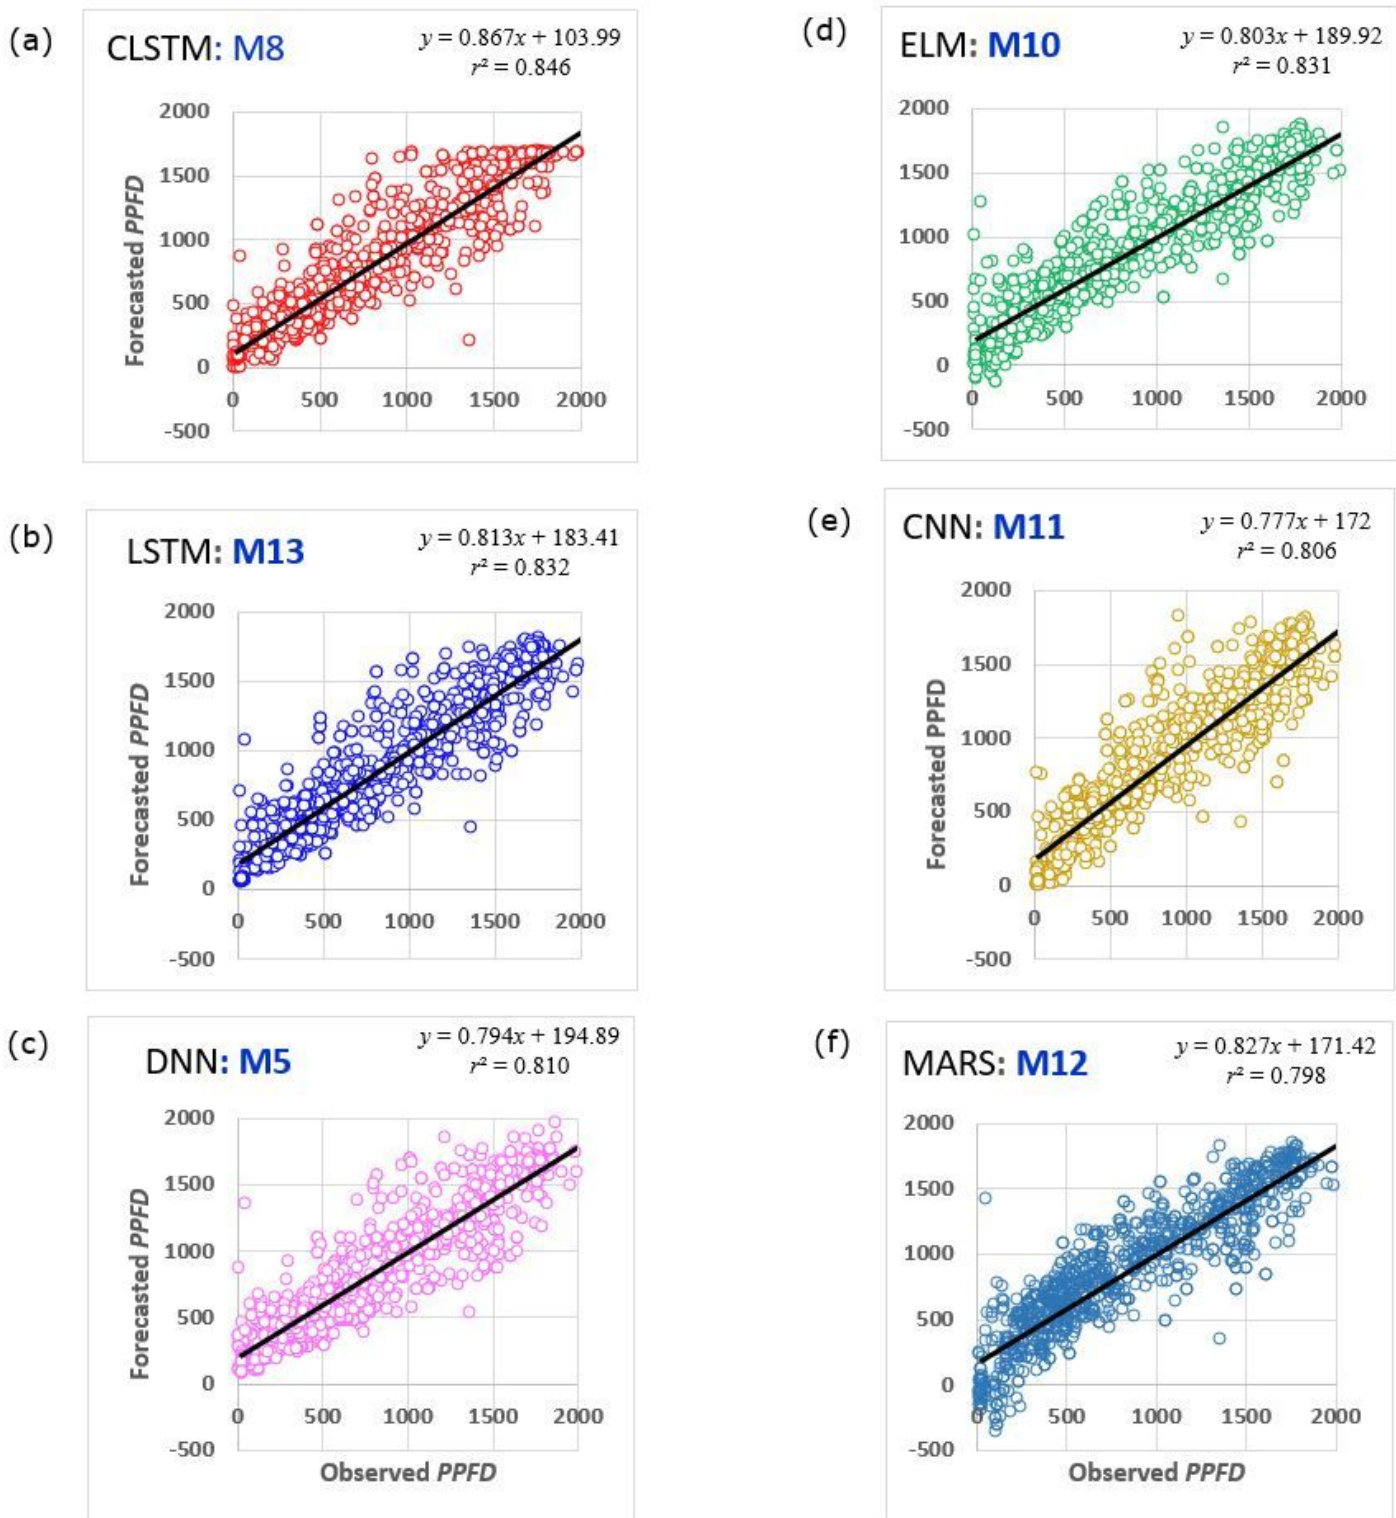 (a)
CLSTM: M8
y = 0.867x + 103.99
r² = 0.846
2000
1500
1000
500
0
-500
0 500 1000 1500 2000
Forecasted PPFD
(d)
ELM: M10
y = 0.803x + 189.92
r² = 0.831
2000
1500
1000
500
0
-500
0 500 1000 1500 2000
(b)
LSTM: M13
y = 0.813x + 183.41
r² = 0.832
2000
1500
1000
500
0
-500
0 500 1000 1500 2000
Forecasted PPFD
(e)
CNN: M11
y = 0.777x + 172
r² = 0.806
2000
1500
1000
500
0
-500
0 500 1000 1500 2000
Forecasted PPFD
(c)
DNN: M5
y = 0.794x + 194.89
r² = 0.810
2000
1500
1000
500
0
-500
0 500 1000 1500 2000
Forecasted PPFD
Observed PPFD
(f)
MARS: M12
y = 0.827x + 171.42
r² = 0.798
2000
1500
1000
500
0
-500
0 500 1000 1500 2000
Observed PPFD